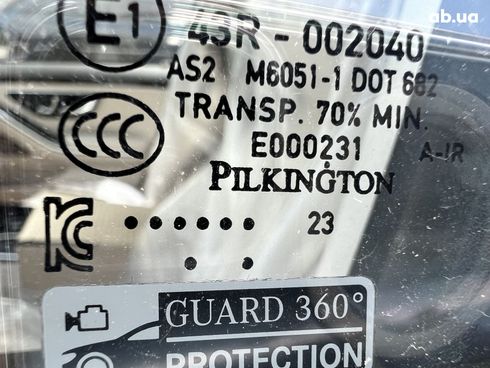 ab.ua
E1 43R - 002040
AS2 M6051-1 DOT 682
TRANSP. 70% MIN.
CCC
E000231 A-IR
PILKINGTON
KC •••••• 23
• •
GUARD 360°
PROTECTION